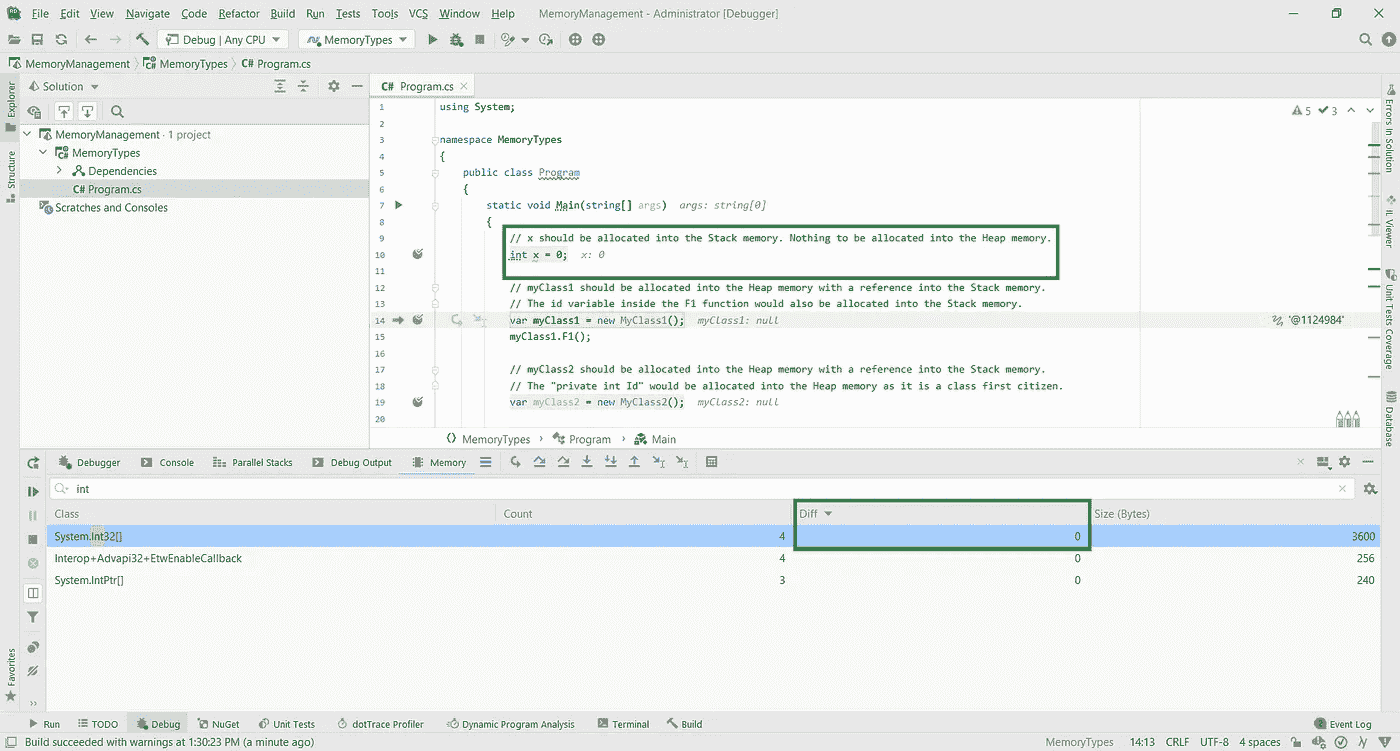 File Edit View Navigate Code Refactor Build Run Tests Tools VCS Window Help MemoryManagement - Administrator [Debugger]
Debug | Any CPU MemoryTypes
MemoryManagement MemoryTypes C# Program.cs
Explorer
Structure
Favorites
Solution
MemoryManagement · 1 project
MemoryTypes
Dependencies
C# Program.cs
Scratches and Consoles
C# Program.cs
5 3
1 using System;
2
3 namespace MemoryTypes
4 {
5 public class Program
6 {
7 static void Main(string[] args) args: string[0]
8 {
9 // x should be allocated into the Stack memory. Nothing to be allocated into the Heap memory.
10 int x = 0; x: 0
11
12 // myClass1 should be allocated into the Heap memory with a reference into the Stack memory.
13 // The id variable inside the F1 function would also be allocated into the Stack memory.
14 var myClass1 = new MyClass1(); myClass1: null '@1124984'
15 myClass1.F1();
16
17 // myClass2 should be allocated into the Heap memory with a reference into the Stack memory.
18 // The "private int Id" would be allocated into the Heap memory as it is a class first citizen.
19 var myClass2 = new MyClass2(); myClass2: null
20
MemoryTypes Program Main
Errors In Solution
IL Viewer
Unit Tests Coverage
Database
Debugger Console Parallel Stacks Debug Output Memory
int
Class Count Diff Size (Bytes)
System.Int32[] 4 0 3600
Interop+Advapi32+EtwEnableCallback 4 0 256
System.IntPtr[] 3 0 240
Run TODO Debug NuGet Unit Tests dotTrace Profiler Dynamic Program Analysis Terminal Build Event Log
Build succeeded with warnings at 1:30:23 PM (a minute ago) MemoryTypes 14:13 CRLF UTF-8 4 spaces